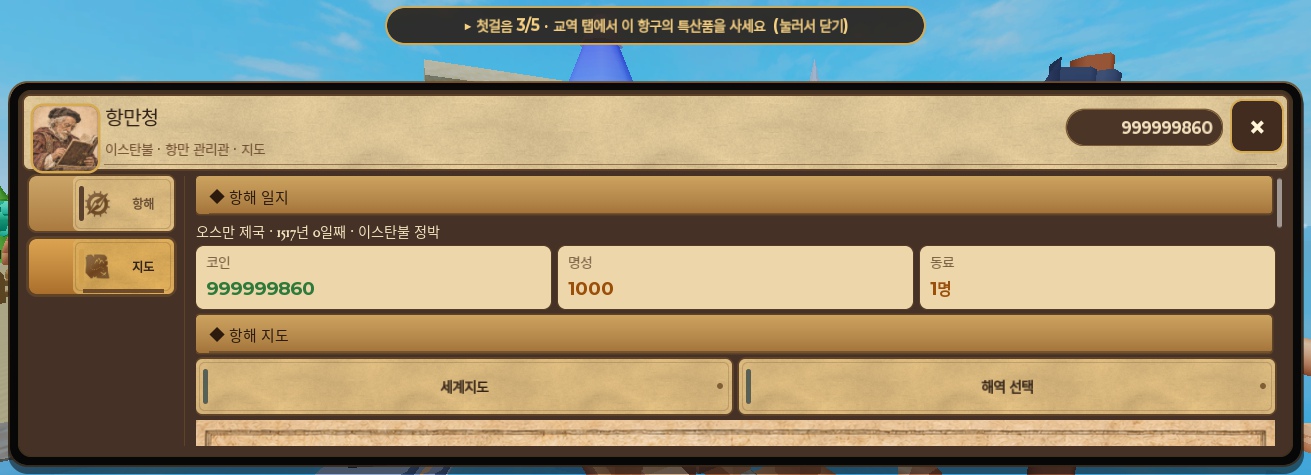 ▸ 첫걸음 3/5 · 교역 탭에서 이 항구의 특산품을 사세요 (눌러서 닫기)
항만청
이스탄불 · 항만 관리관 · 지도
999999860
×
항해
지도
◆ 항해 일지
오스만 제국 · 1517년 0일째 · 이스탄불 정박
코인
999999860
명성
1000
동료
1명
◆ 항해 지도
세계지도
해역 선택